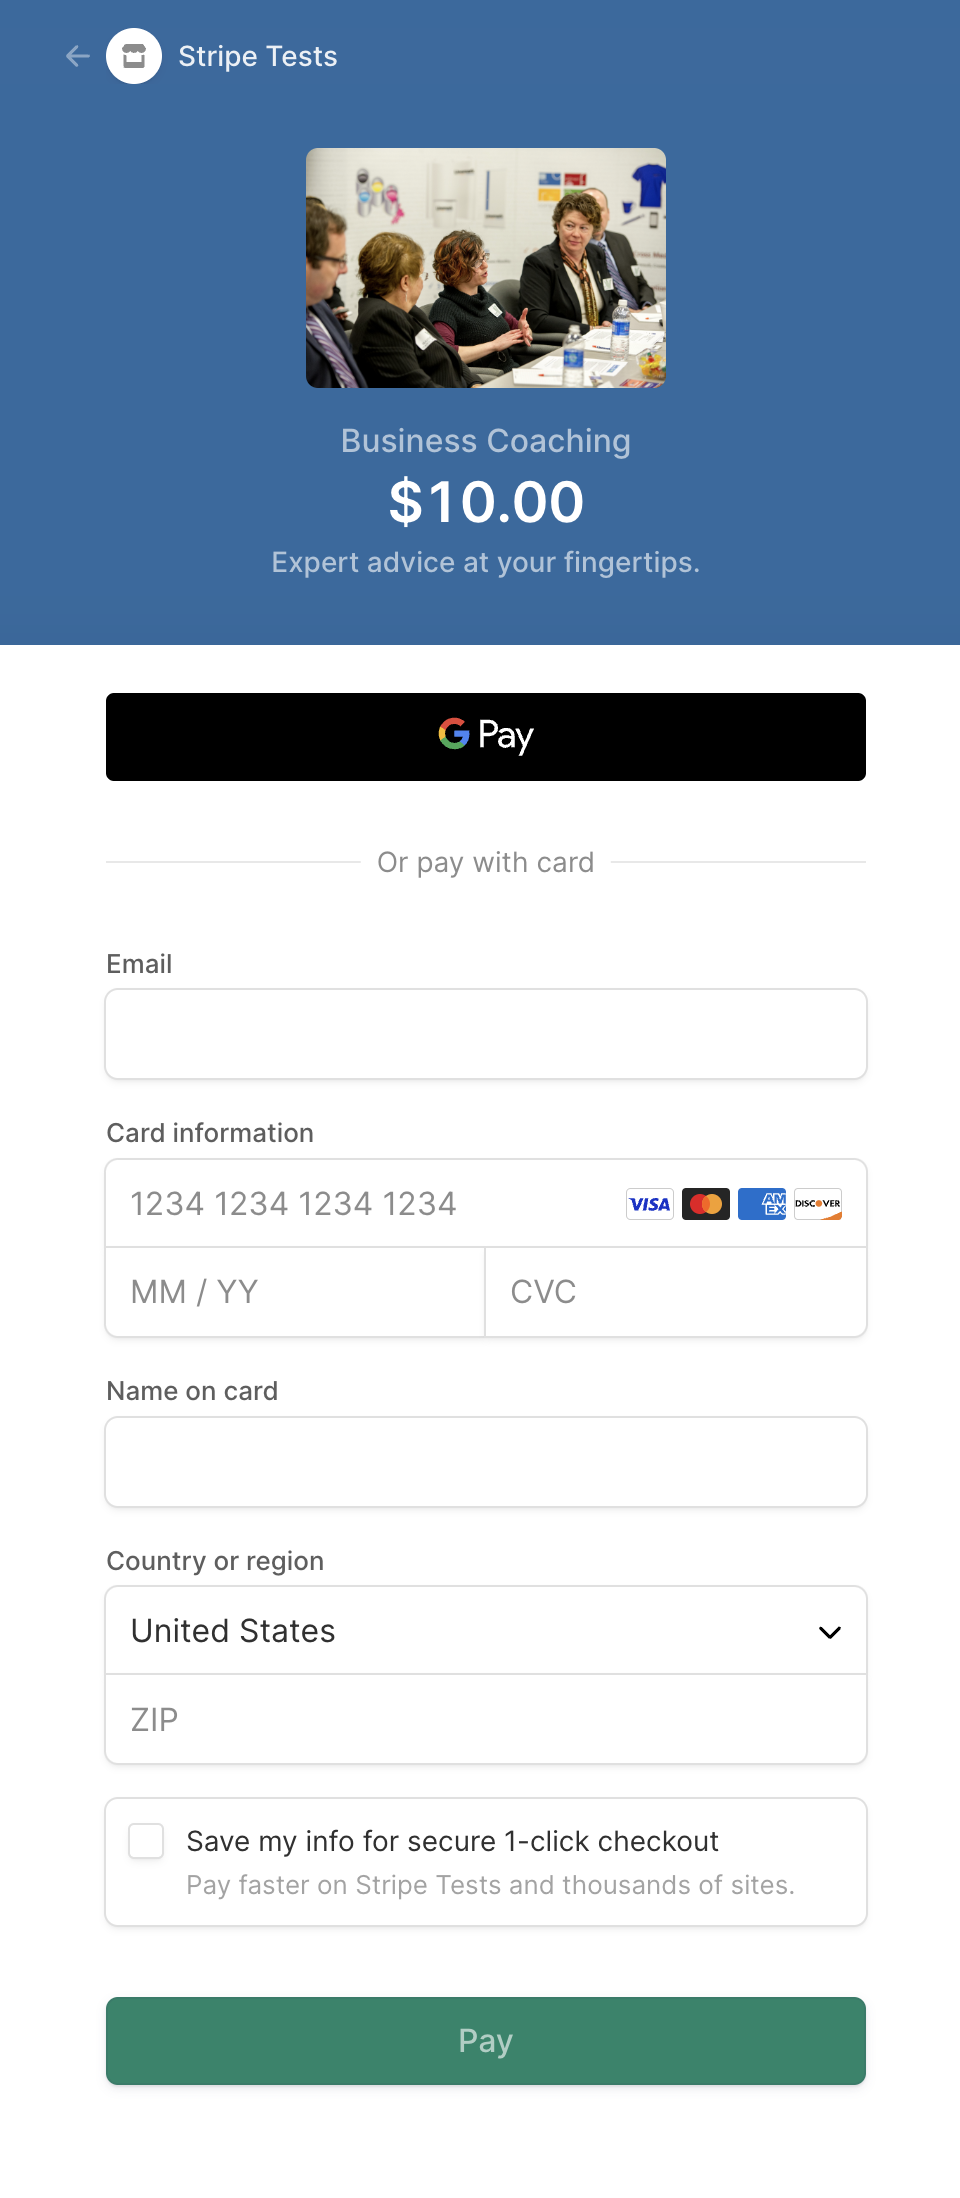 Stripe Tests
Business Coaching
$10.00
Expert advice at your fingertips.
G Pay
Or pay with card
Email
Card information
1234 1234 1234 1234 VISA AM EX DISCOVER
MM / YY CVC
Name on card
Country or region
United States
ZIP
Save my info for secure 1-click checkout
Pay faster on Stripe Tests and thousands of sites.
Pay